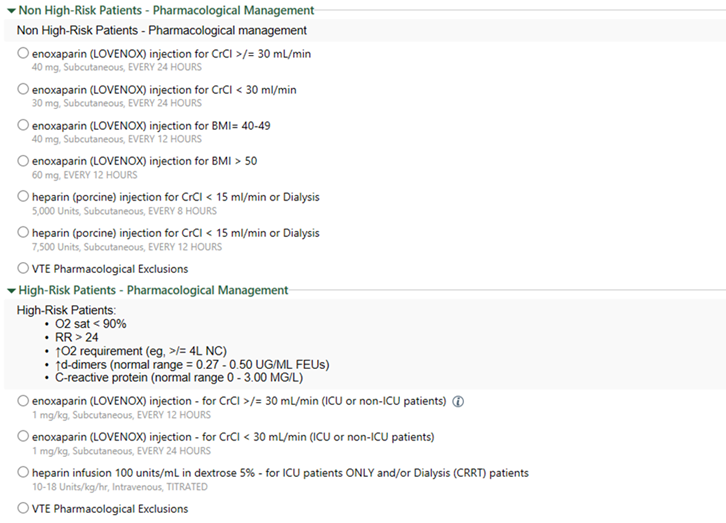 Non High-Risk Patients - Pharmacological Management
Non High-Risk Patients - Pharmacological management
enoxaparin (LOVENOX) injection for CrCl >/= 30 mL/min
40 mg, Subcutaneous, EVERY 24 HOURS
enoxaparin (LOVENOX) injection for CrCl < 30 ml/min
30 mg, Subcutaneous, EVERY 24 HOURS
enoxaparin (LOVENOX) injection for BMI= 40-49
40 mg, Subcutaneous, EVERY 12 HOURS
enoxaparin (LOVENOX) injection for BMI > 50
60 mg, EVERY 12 HOURS
heparin (porcine) injection for CrCl < 15 ml/min or Dialysis
5,000 Units, Subcutaneous, EVERY 8 HOURS
heparin (porcine) injection for CrCl < 15 ml/min or Dialysis
7,500 Units, Subcutaneous, EVERY 12 HOURS
VTE Pharmacological Exclusions
High-Risk Patients - Pharmacological Management
High-Risk Patients:
• O2 sat < 90%
• RR > 24
• ↑O2 requirement (eg, >/= 4L NC)
• ↑d-dimers (normal range = 0.27 - 0.50 UG/ML FEUs)
• C-reactive protein (normal range 0 - 3.00 MG/L)
enoxaparin (LOVENOX) injection - for CrCl >/= 30 mL/min (ICU or non-ICU patients)
1 mg/kg, Subcutaneous, EVERY 12 HOURS
enoxaparin (LOVENOX) injection - for CrCl < 30 mL/min (ICU or non-ICU patients)
1 mg/kg, Subcutaneous, EVERY 24 HOURS
heparin infusion 100 units/mL in dextrose 5% - for ICU patients ONLY and/or Dialysis (CRRT) patients
10-18 Units/kg/hr, Intravenous, TITRATED
VTE Pharmacological Exclusions